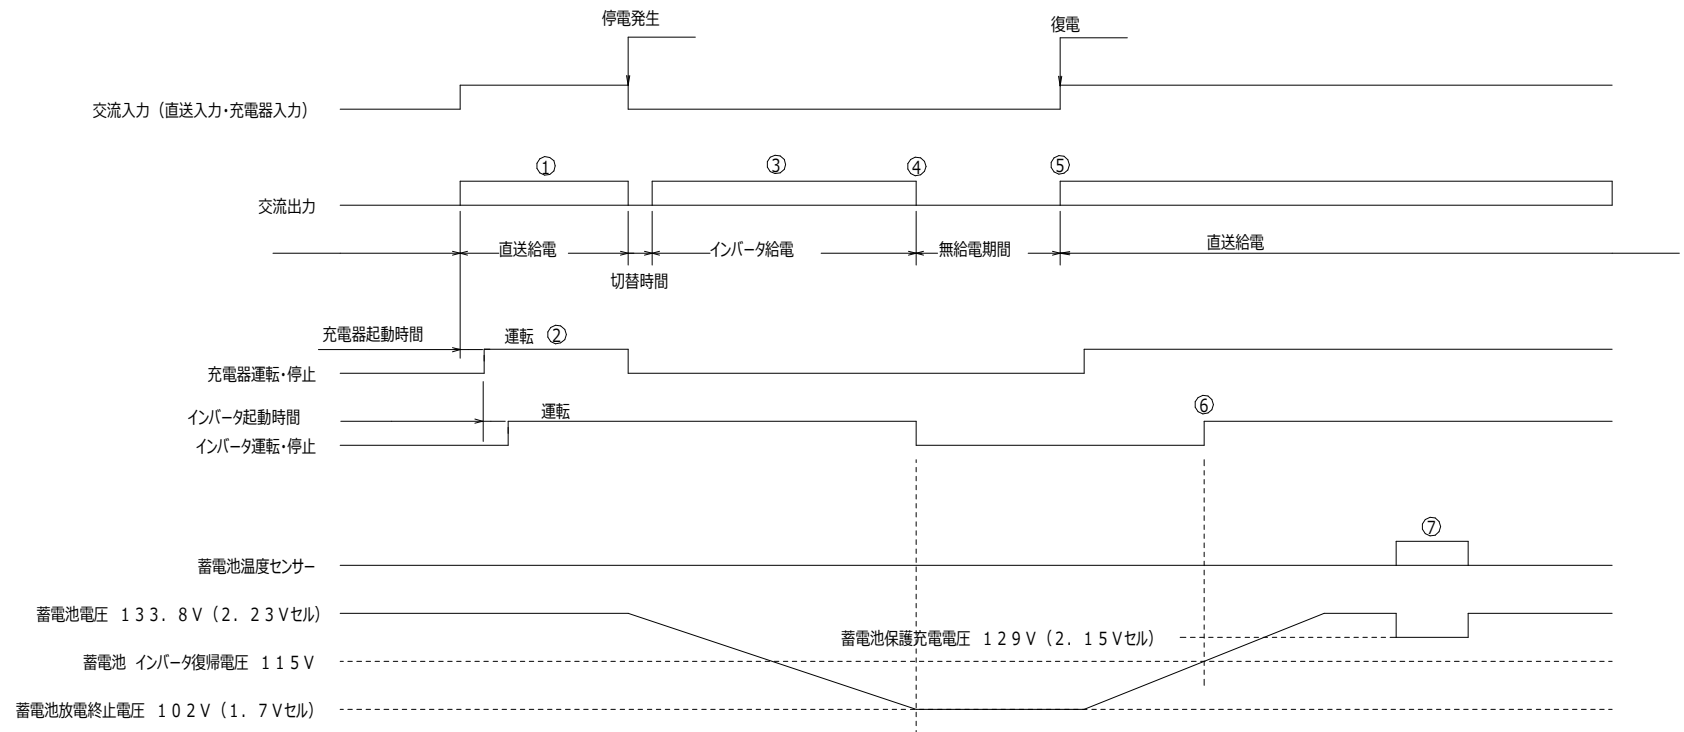 停電発生
復電
交流入力（直送入力・充電器入力）
① ③ ④ ⑤
交流出力
直送給電 インバータ給電 無給電期間 直送給電
切替時間
充電器起動時間 運転 ②
充電器運転・停止
インバータ起動時間 運転 ⑥
インバータ運転・停止
⑦
蓄電池温度センサー
蓄電池電圧 １３３．８Ｖ（２．２３Ｖセル）
蓄電池保護充電電圧 １２９Ｖ（２．１５Ｖセル）
蓄電池 インバータ復帰電圧 １１５Ｖ
蓄電池放電終止電圧 １０２Ｖ（１．７Ｖセル）